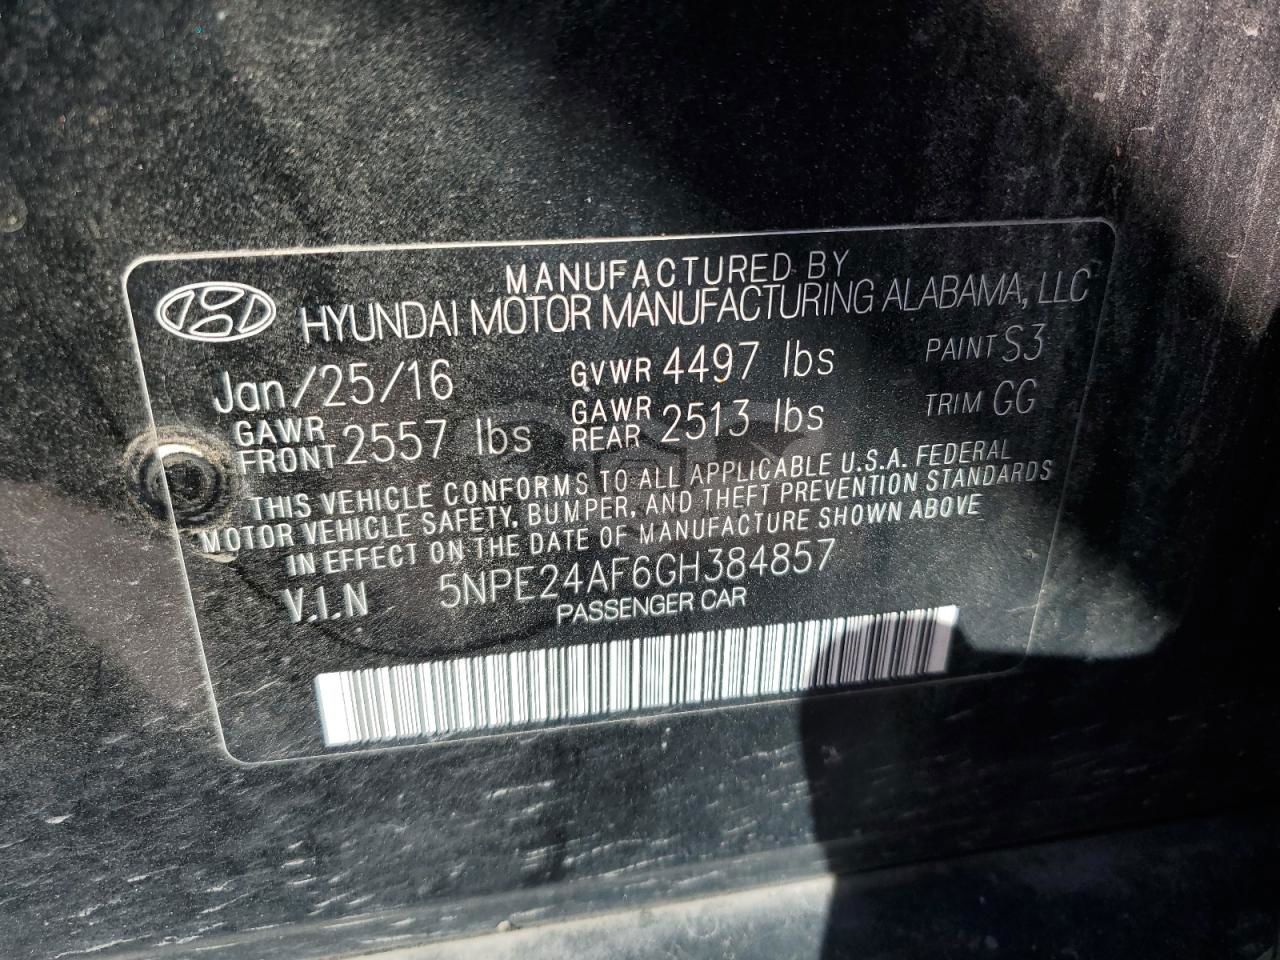 MANUFACTURED BY
HYUNDAI MOTOR MANUFACTURING ALABAMA, LLC
Jan/25/16 GVWR 4497 lbs PAINT S3
GAWR FRONT 2557 lbs GAWR REAR 2513 lbs TRIM GG
THIS VEHICLE CONFORMS TO ALL APPLICABLE U.S.A. FEDERAL
MOTOR VEHICLE SAFETY, BUMPER, AND THEFT PREVENTION STANDARDS
IN EFFECT ON THE DATE OF MANUFACTURE SHOWN ABOVE
V.I.N 5NPE24AF6GH384857
PASSENGER CAR